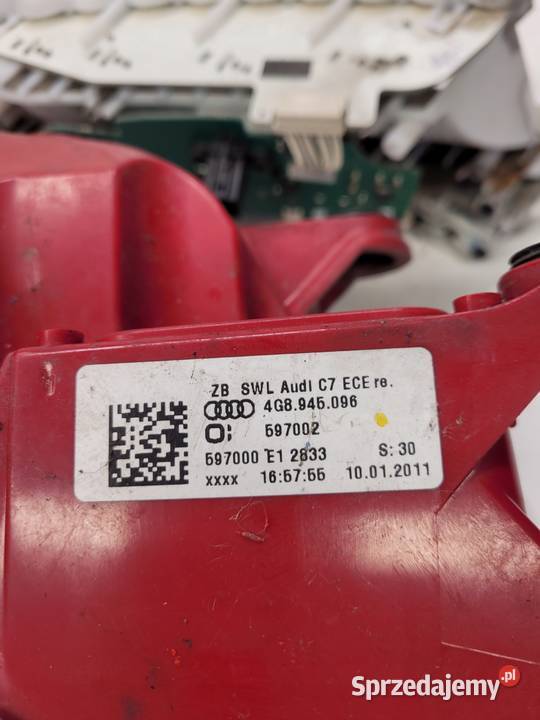 ZB SWL Audi C7 ECE re.
4G8.945.096
597002
597000 E1 2833 S: 30
xxxx 16:57:55 10.01.2011
Sprzedajemy.pl